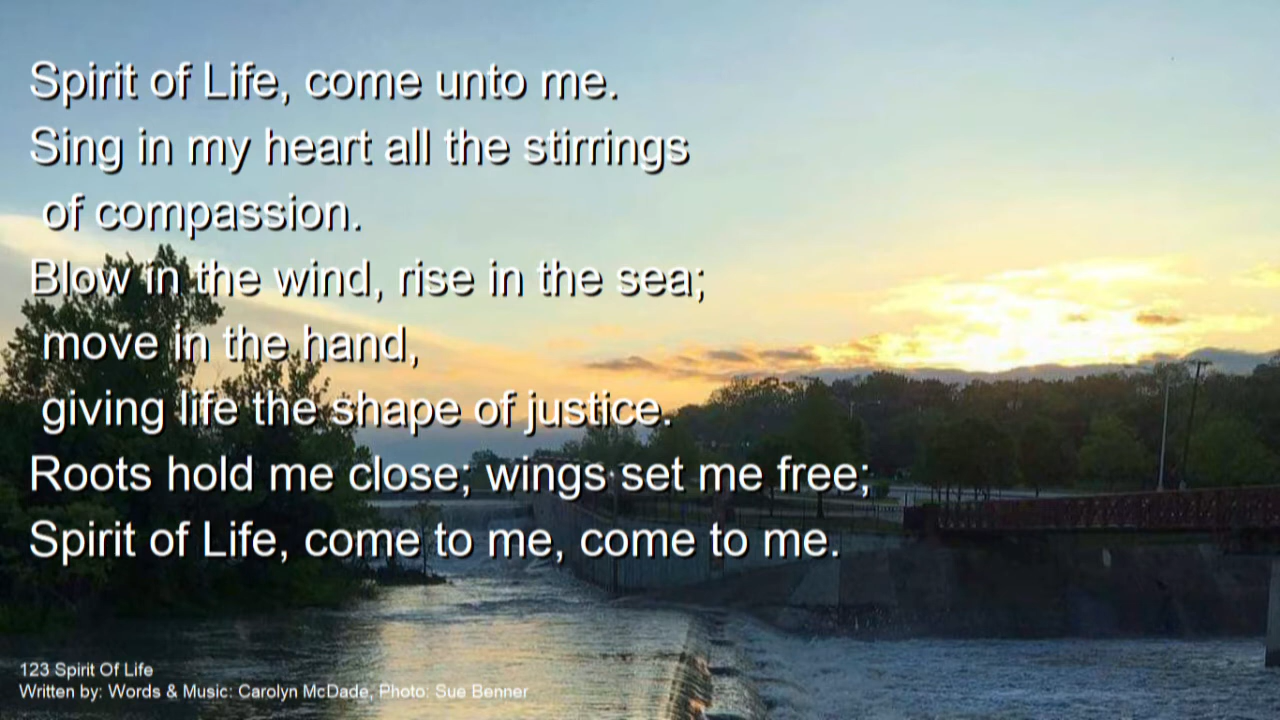 Spirit of Life, come unto me.
Sing in my heart all the stirrings
of compassion.
Blow in the wind, rise in the sea;
move in the hand,
giving life the shape of justice.
Roots hold me close; wings set me free;
Spirit of Life, come to me, come to me.
123 Spirit Of Life
Written by: Words & Music: Carolyn McDade, Photo: Sue Benner